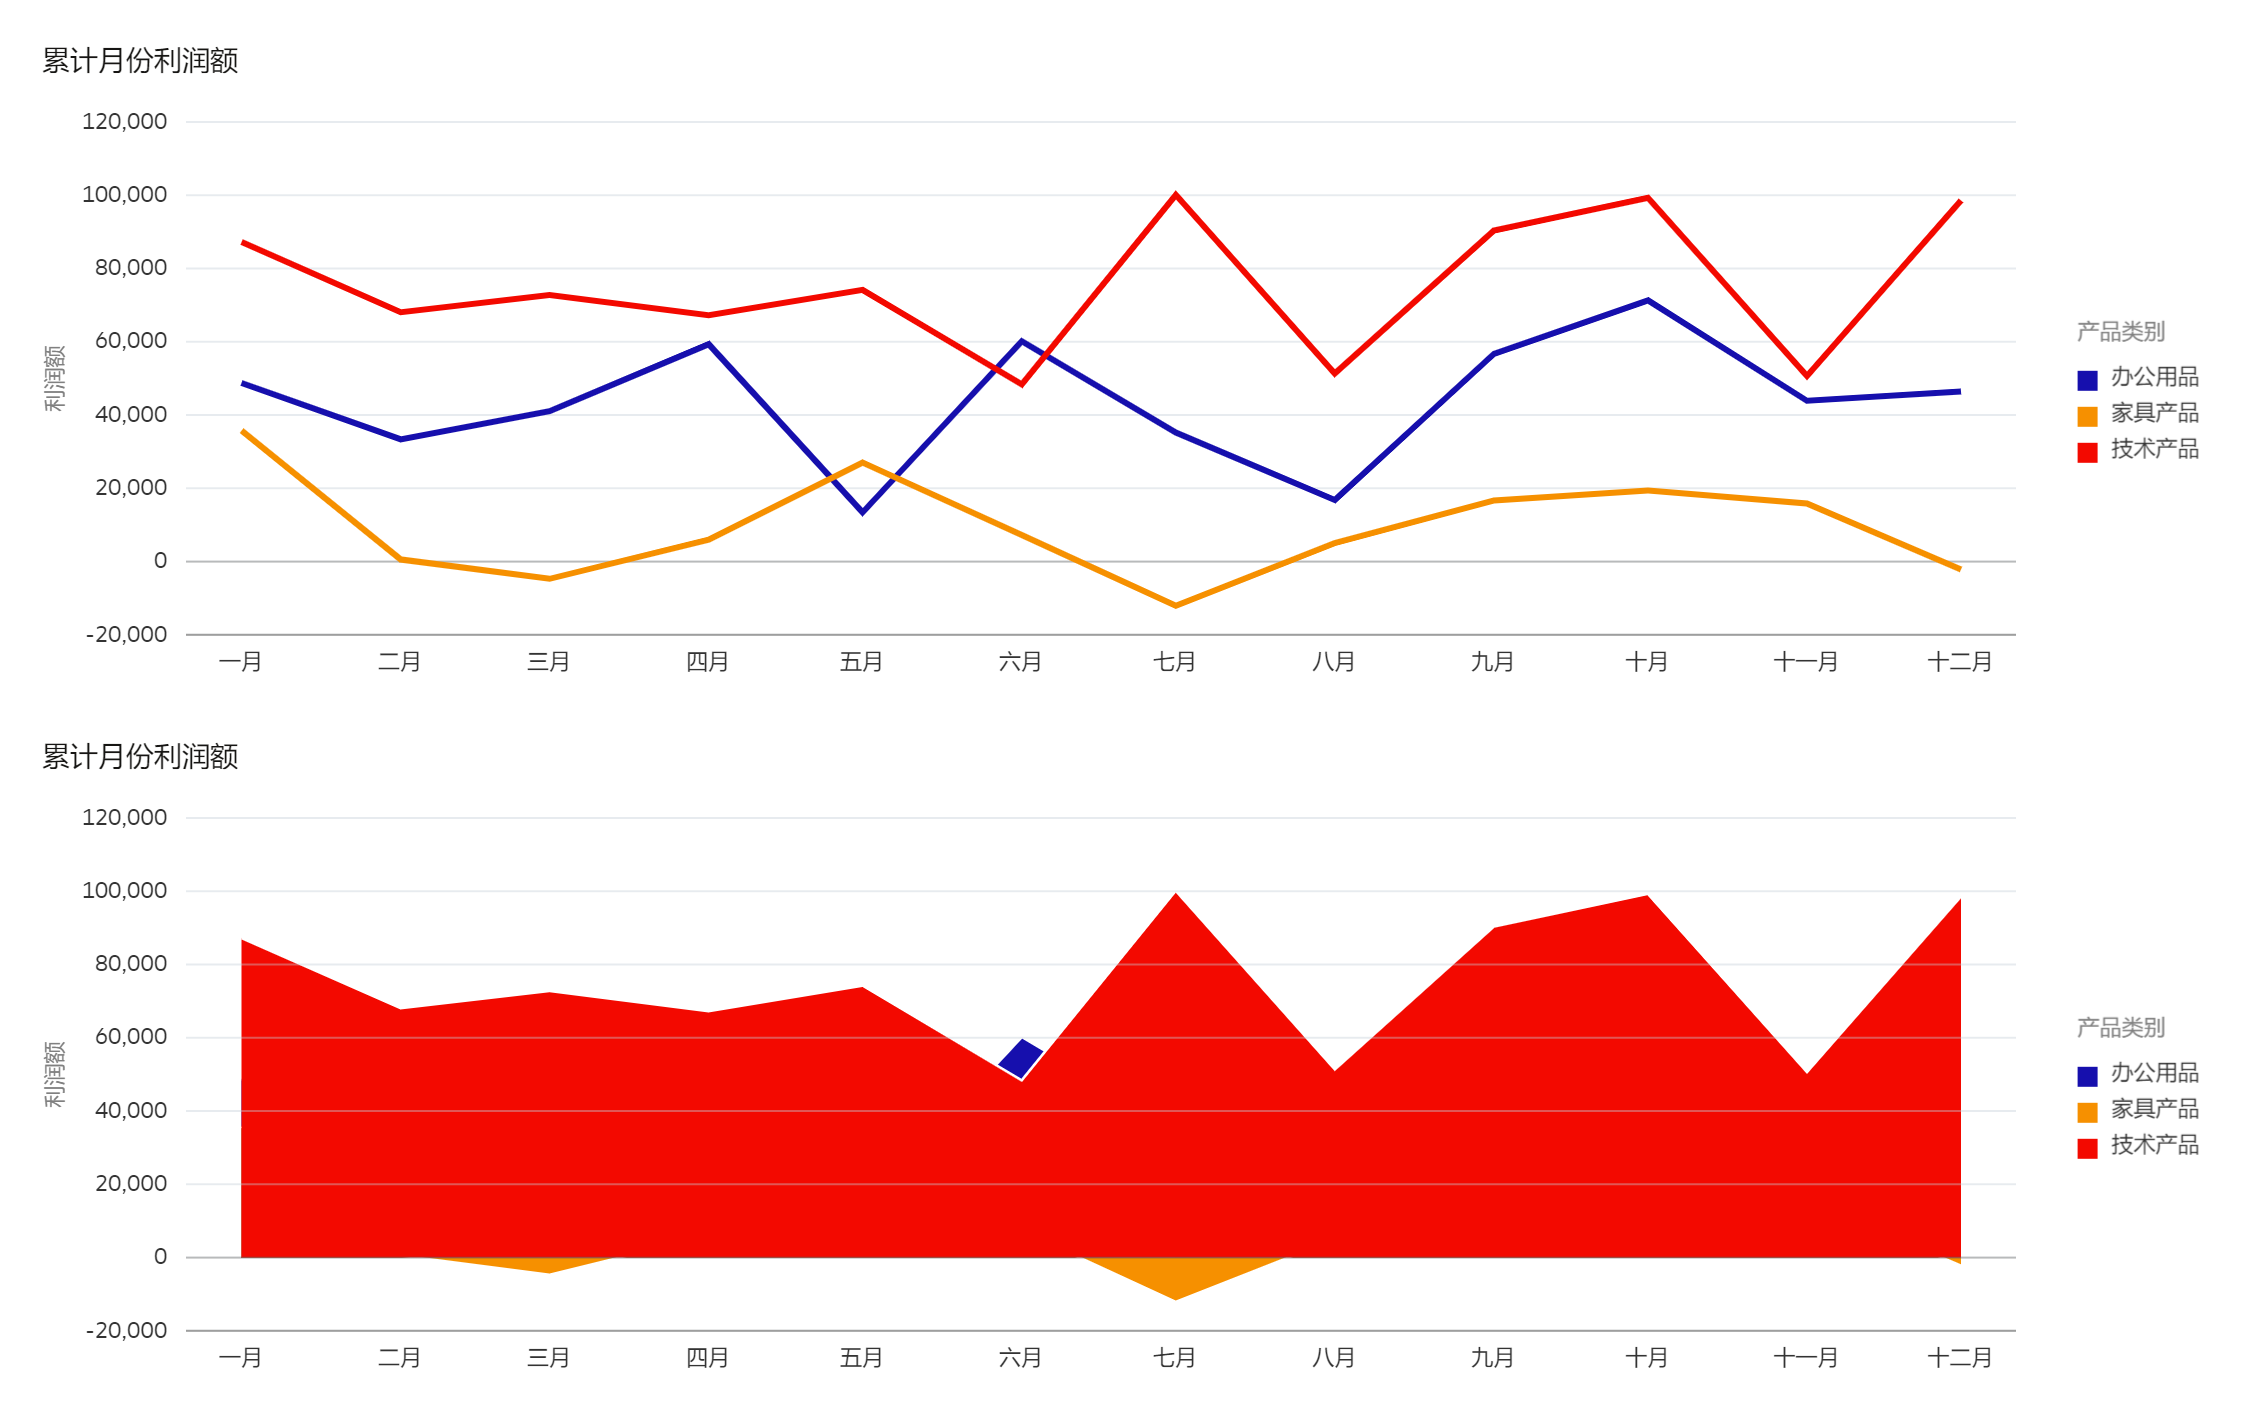 累计月份利润额
120,000
100,000
80,000
60,000
40,000
20,000
0
-20,000
利润额
一月 二月 三月 四月 五月 六月 七月 八月 九月 十月 十一月 十二月
产品类别
办公用品
家具产品
技术产品
累计月份利润额
120,000
100,000
80,000
60,000
40,000
20,000
0
-20,000
利润额
一月 二月 三月 四月 五月 六月 七月 八月 九月 十月 十一月 十二月
产品类别
办公用品
家具产品
技术产品